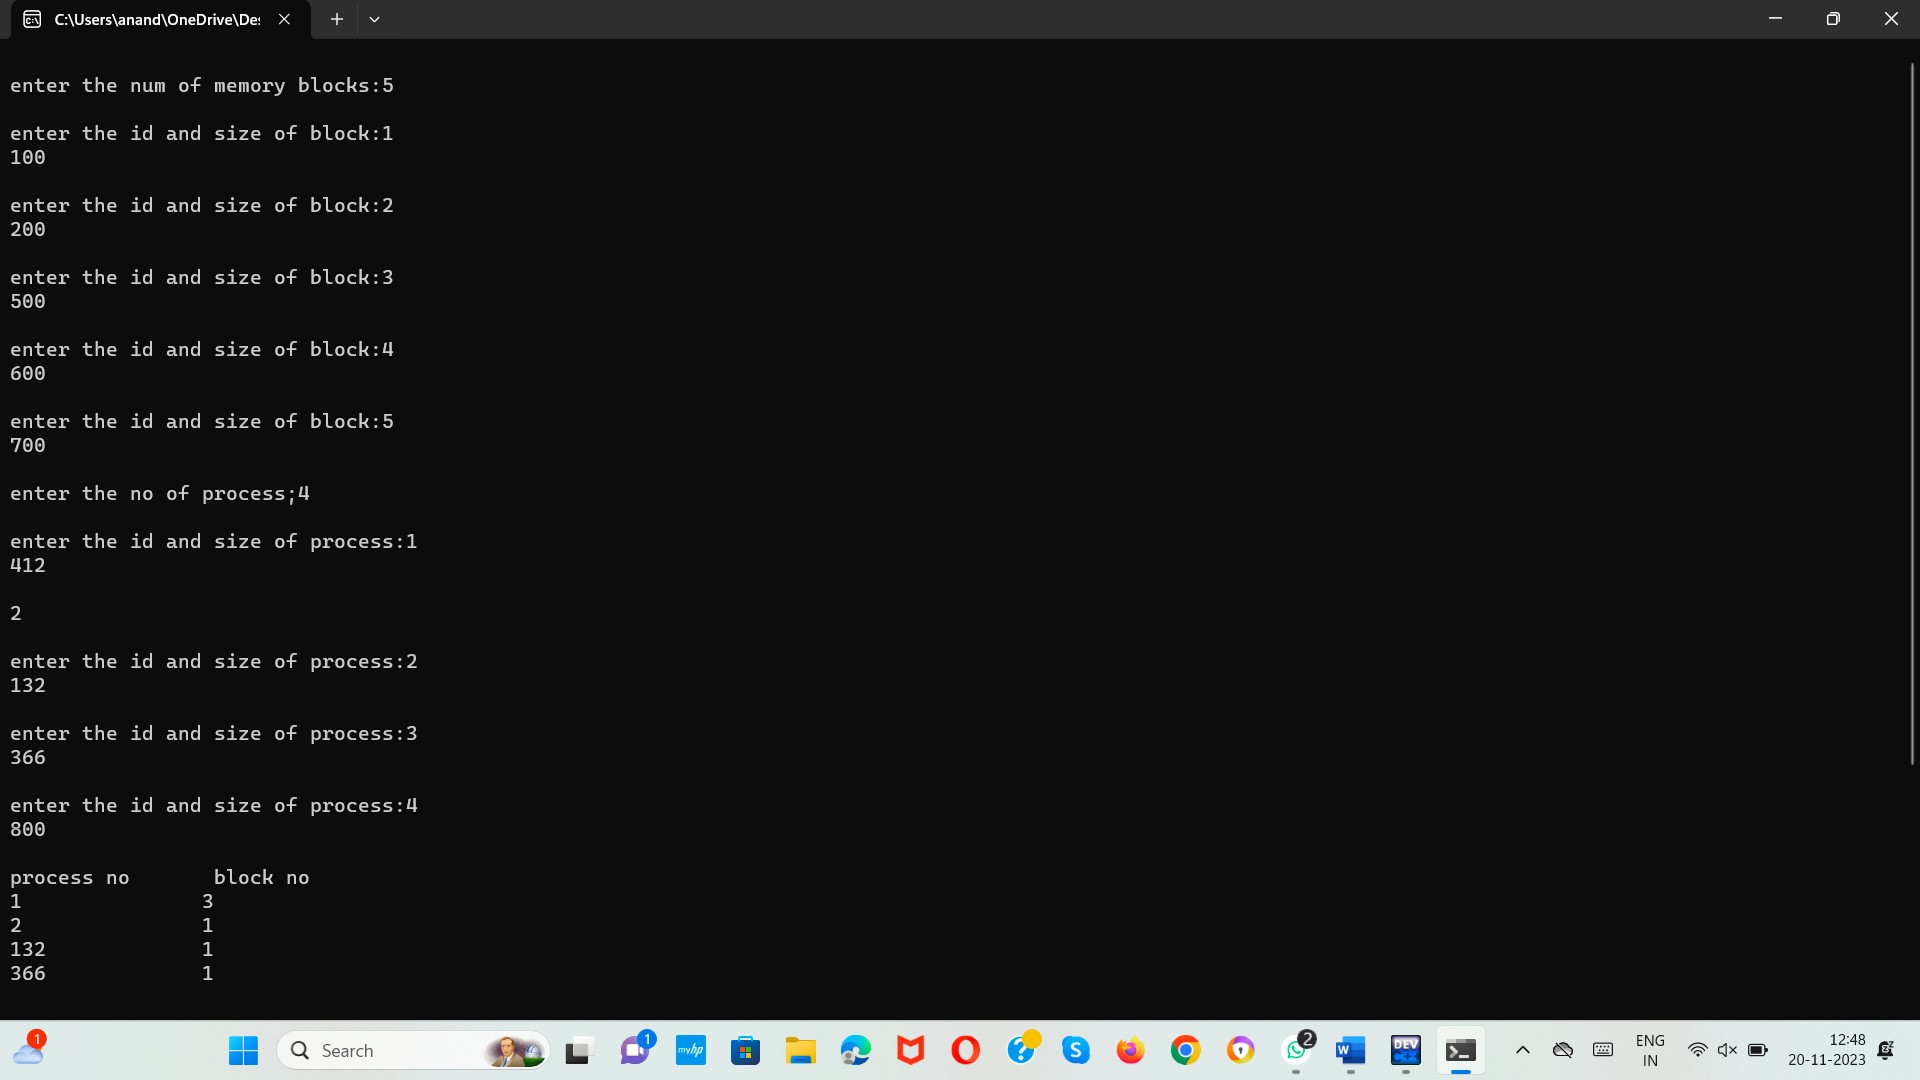 C:\Users\anand\OneDrive\Des
enter the num of memory blocks:5
enter the id and size of block:1
100
enter the id and size of block:2
200
enter the id and size of block:3
500
enter the id and size of block:4
600
enter the id and size of block:5
700
enter the no of process;4
enter the id and size of process:1
412
2
enter the id and size of process:2
132
enter the id and size of process:3
366
enter the id and size of process:4
800
process no block no
1 3
2 1
132 1
366 1
1
Search
1
myhp
S
2
W
DEV
C++
ENG
IN
12:48
20-11-2023